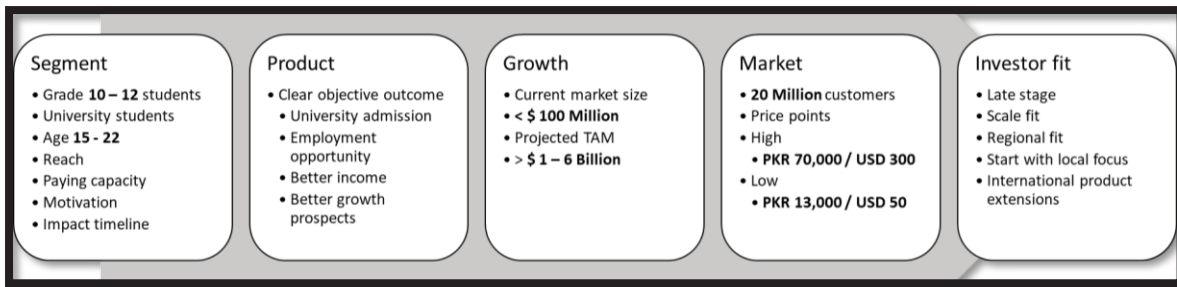 Segment
• Grade 10 – 12 students
• University students
• Age 15 - 22
• Reach
• Paying capacity
• Motivation
• Impact timeline
Product
• Clear objective outcome
• University admission
• Employment
opportunity
• Better income
• Better growth
prospects
Growth
• Current market size
• < $ 100 Million
• Projected TAM
• > $ 1 – 6 Billion
Market
• 20 Million customers
• Price points
• High
• PKR 70,000 / USD 300
• Low
• PKR 13,000 / USD 50
Investor fit
• Late stage
• Scale fit
• Regional fit
• Start with local focus
• International product
extensions